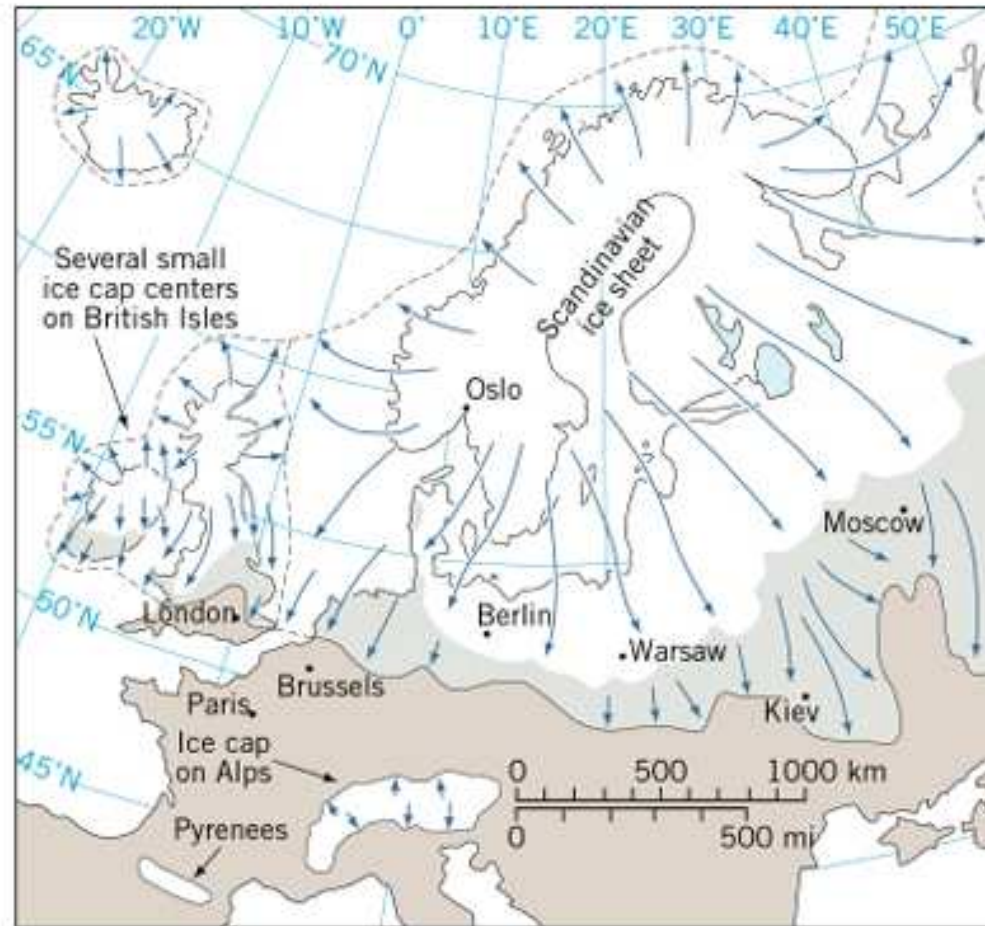 20°W
10°W
0°
10°E
20°E
30°E
40°E
50°E
65°N
70°N
Several small
ice cap centers
on British Isles
Scandinavian
ice sheet
Oslo
55°N
Moscow
50°N
London
Berlin
Warsaw
Brussels
Paris
Kiev
Ice cap
on Alps
45°N
0 500 1000 km
0 500 mi
Pyrenees